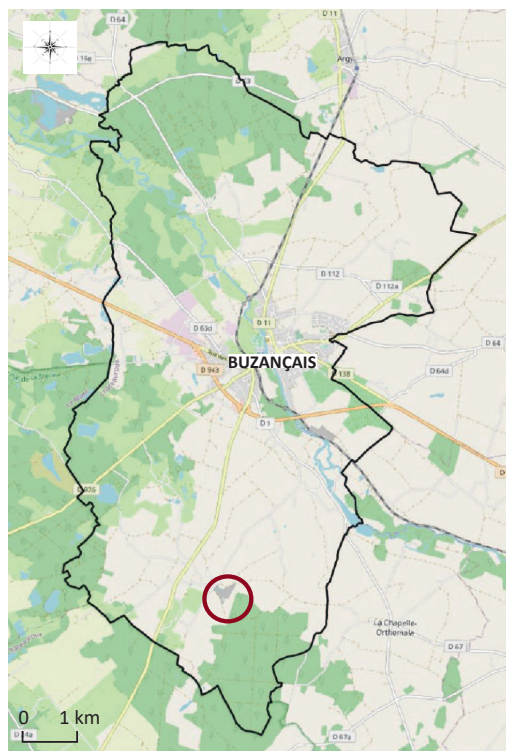 D 64
D 11
Argy
D 112
D 112a
D 63d
D 11
D 64
BUZANÇAIS
D 943
D 64d
138
D 1
D 926
La Chapelle-
Orthemale
D 67
0 1 km
D 67a